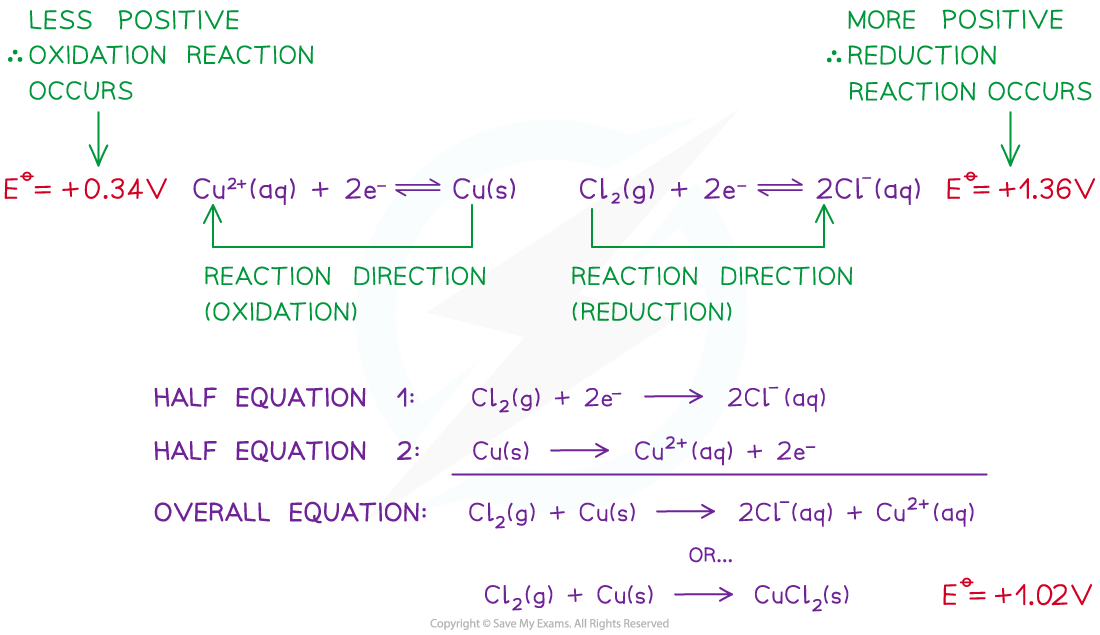 LESS POSITIVE
∴ OXIDATION REACTION
OCCURS
MORE POSITIVE
∴ REDUCTION
REACTION OCCURS
E⦵ = +0.34V Cu²⁺(aq) + 2e⁻ ⇌ Cu(s) Cl₂(g) + 2e⁻ ⇌ 2Cl⁻(aq) E⦵ = +1.36V
REACTION DIRECTION
(OXIDATION)
REACTION DIRECTION
(REDUCTION)
HALF EQUATION 1: Cl₂(g) + 2e⁻ → 2Cl⁻(aq)
HALF EQUATION 2: Cu(s) → Cu²⁺(aq) + 2e⁻
OVERALL EQUATION: Cl₂(g) + Cu(s) → 2Cl⁻(aq) + Cu²⁺(aq)
OR...
Cl₂(g) + Cu(s) → CuCl₂(s) E⦵ = +1.02V
Copyright © Save My Exams. All Rights Reserved